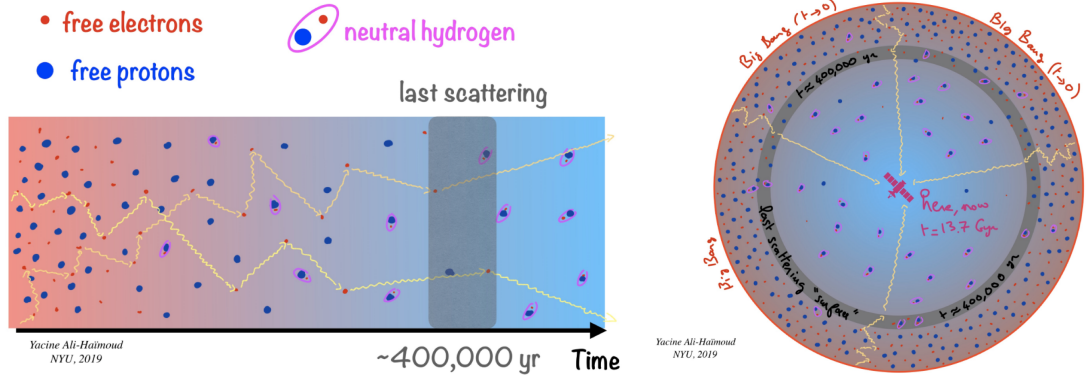 free electrons
free protons
neutral hydrogen
last scattering
Yacine Ali-Haïmoud
NYU, 2019
~400,000 yr
Time
Big Bang (t→0)
Big Bang (t→0)
Big Bang
t≈400,000 yr
last scattering "surface"
t≈400,000 yr
here, now
t=13.7 Gyr
Yacine Ali-Haïmoud
NYU, 2019